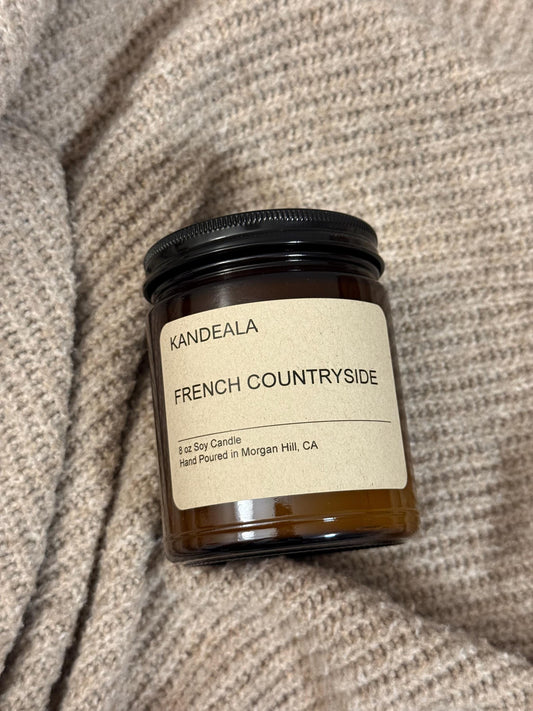 KANDEALA
FRENCH COUNTRYSIDE
8 oz Soy Candle
Hand Poured in Morgan Hill, CA